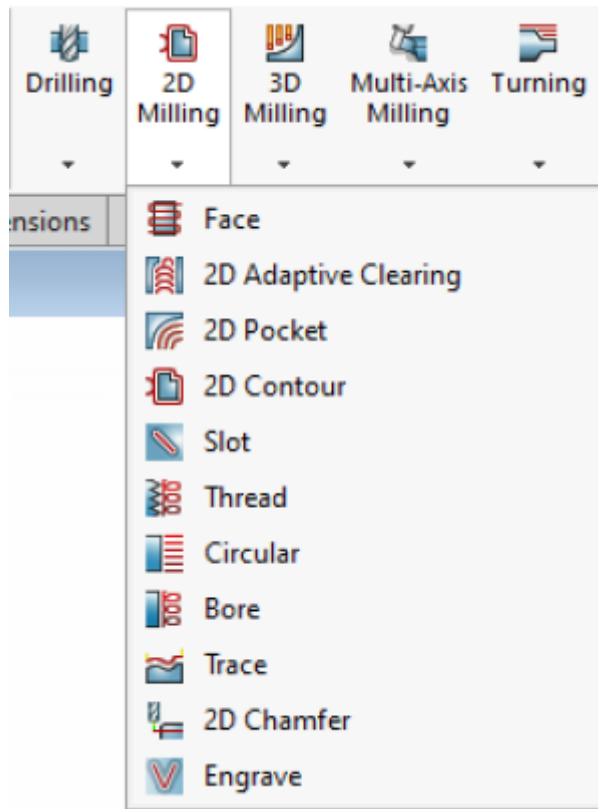 Drilling
2D
Milling
3D
Milling
Multi-Axis
Milling
Turning
ensions
Face
2D Adaptive Clearing
2D Pocket
2D Contour
Slot
Thread
Circular
Bore
Trace
2D Chamfer
Engrave